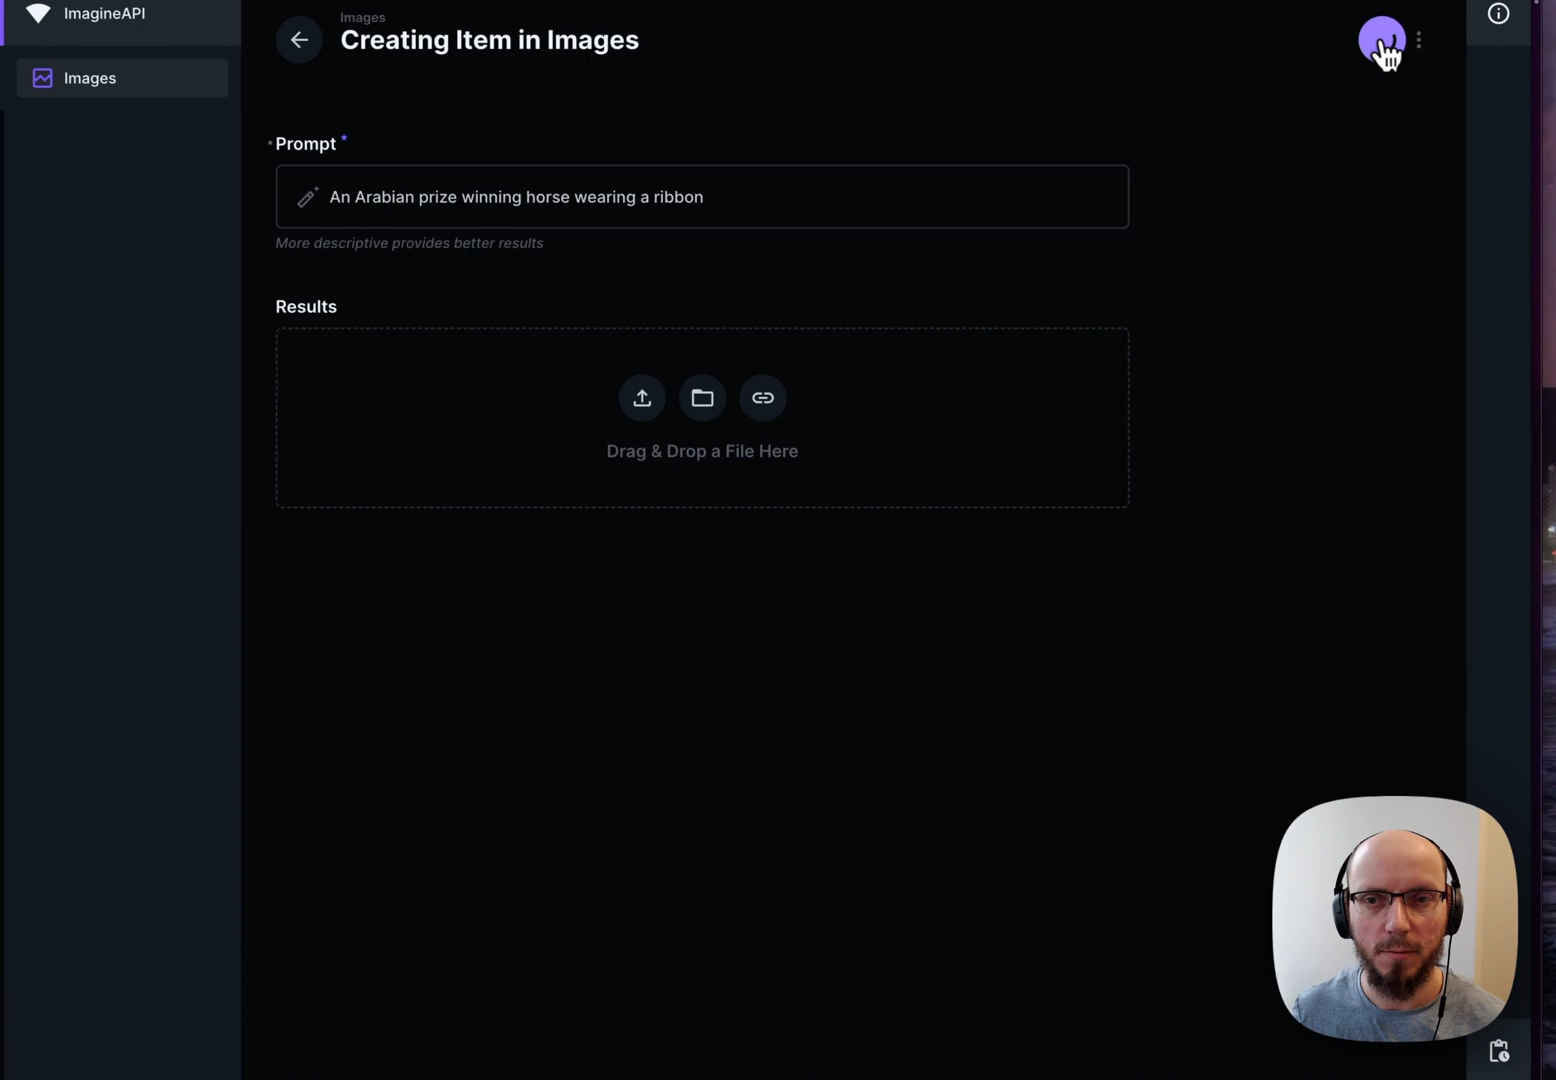 ImagineAPI
Images
Images
Creating Item in Images
Prompt *
An Arabian prize winning horse wearing a ribbon
More descriptive provides better results
Results
Drag & Drop a File Here